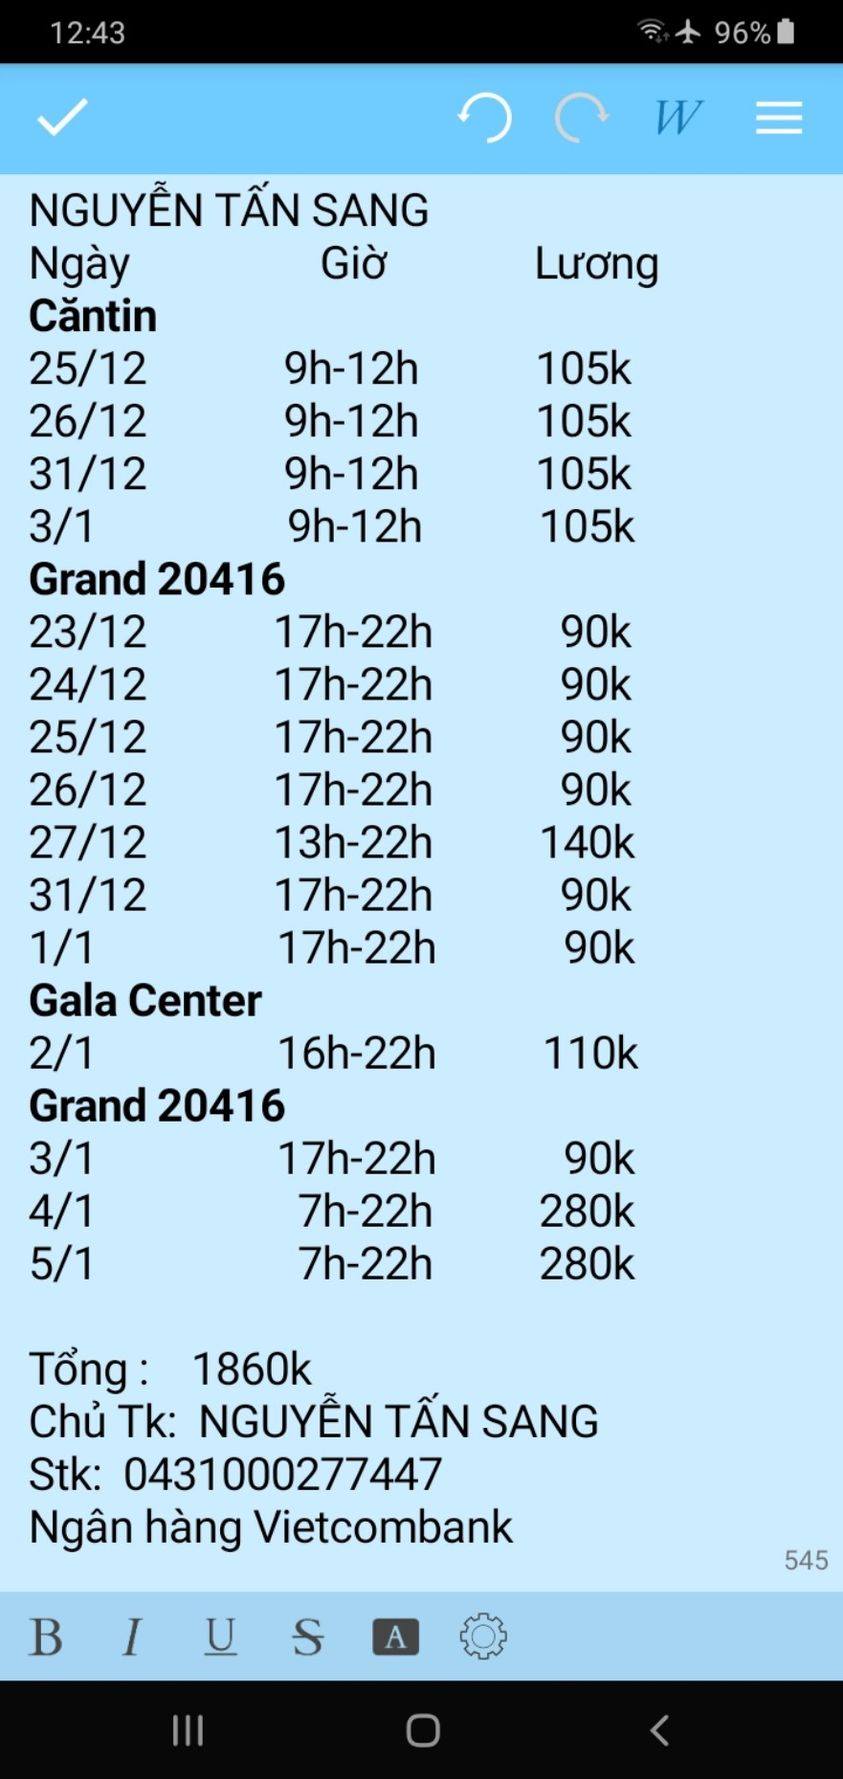 12:43 96%
W
NGUYỄN TẤN SANG
Ngày Giờ Lương
Căntin
25/12 9h-12h 105k
26/12 9h-12h 105k
31/12 9h-12h 105k
3/1 9h-12h 105k
Grand 20416
23/12 17h-22h 90k
24/12 17h-22h 90k
25/12 17h-22h 90k
26/12 17h-22h 90k
27/12 13h-22h 140k
31/12 17h-22h 90k
1/1 17h-22h 90k
Gala Center
2/1 16h-22h 110k
Grand 20416
3/1 17h-22h 90k
4/1 7h-22h 280k
5/1 7h-22h 280k
Tổng : 1860k
Chủ Tk: NGUYỄN TẤN SANG
Stk: 0431000277447
Ngân hàng Vietcombank
545
B I U S A